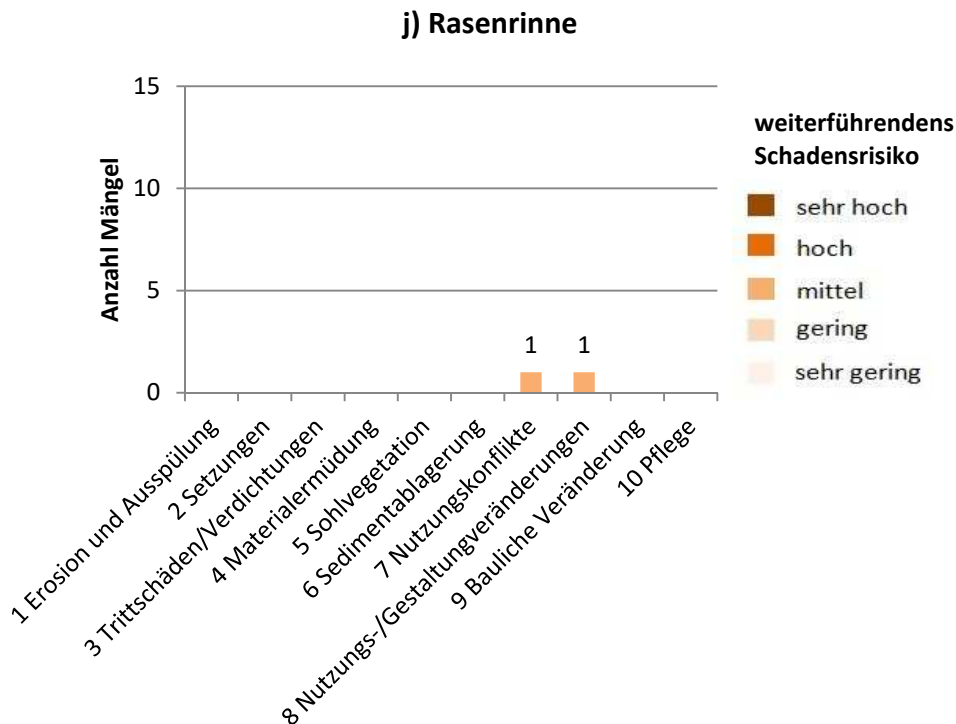 j) Rasenrinne
Anzahl Mängel
15
10
5
0
1
1
1 Erosion und Ausspülung
2 Setzungen
3 Trittschäden/Verdichtungen
4 Materialermüdung
5 Sohlvegetation
6 Sedimentablagerung
7 Nutzungskonflikte
8 Nutzungs-/Gestaltungveränderungen
9 Bauliche Veränderung
10 Pflege
weiterführendens
Schadensrisiko
sehr hoch
hoch
mittel
gering
sehr gering